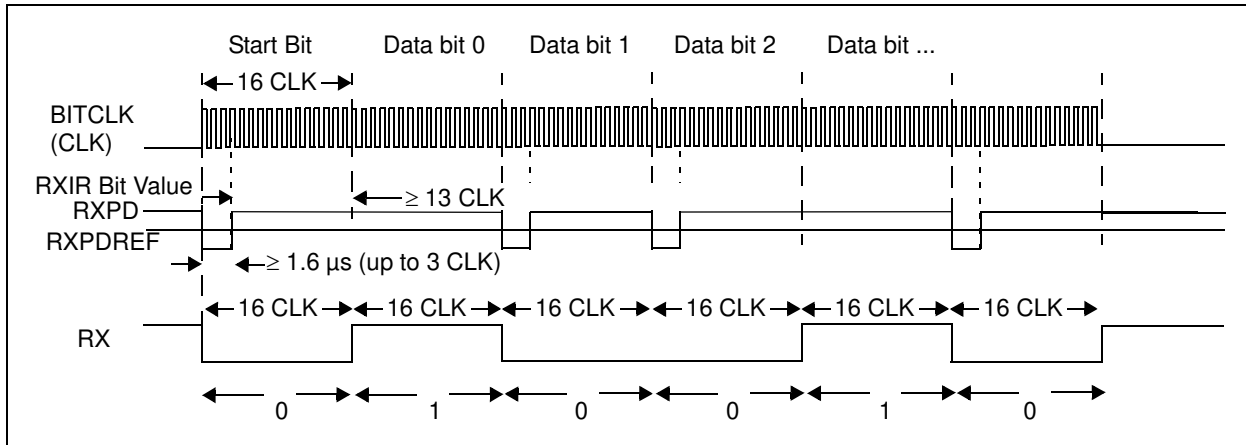 Start Bit Data bit 0 Data bit 1 Data bit 2 Data bit ...
16 CLK
BITCLK
(CLK)
RXIR Bit Value
≥ 13 CLK
RXPD
RXPDREF
≥ 1.6 µs (up to 3 CLK)
16 CLK 16 CLK 16 CLK 16 CLK 16 CLK 16 CLK
RX
0 1 0 0 1 0